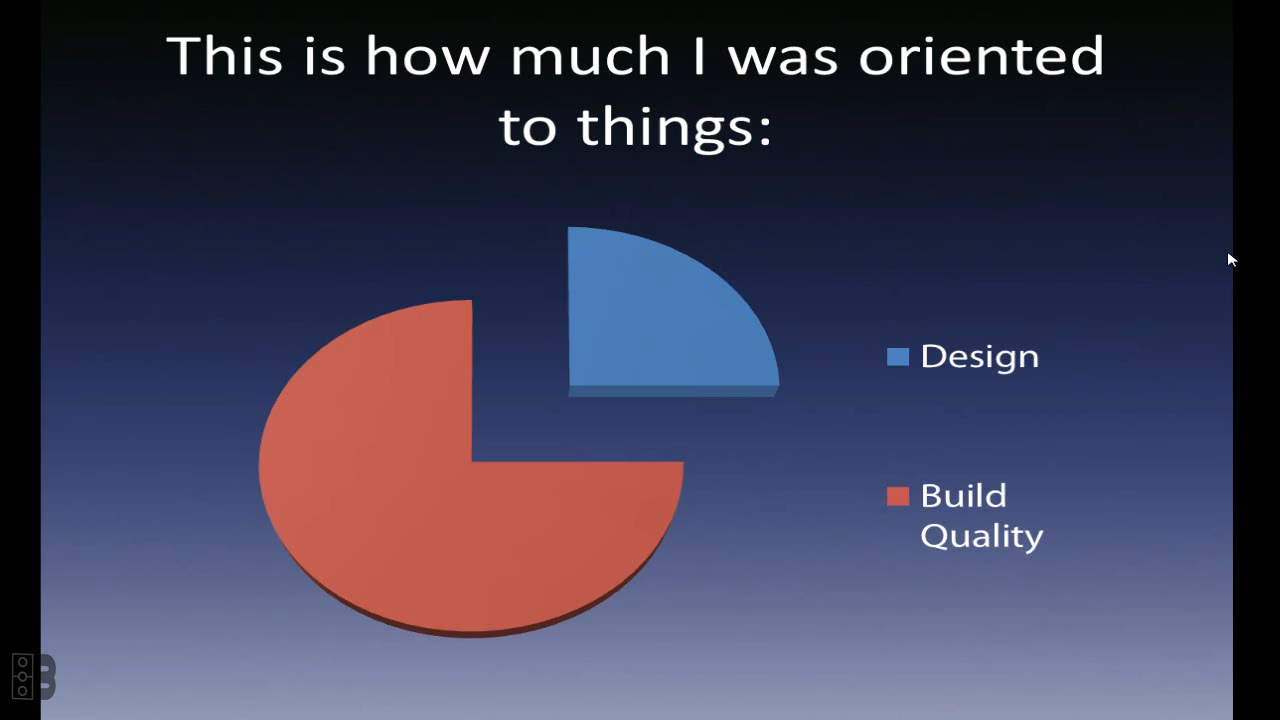 This is how much I was oriented
to things:
Design
Build
Quality